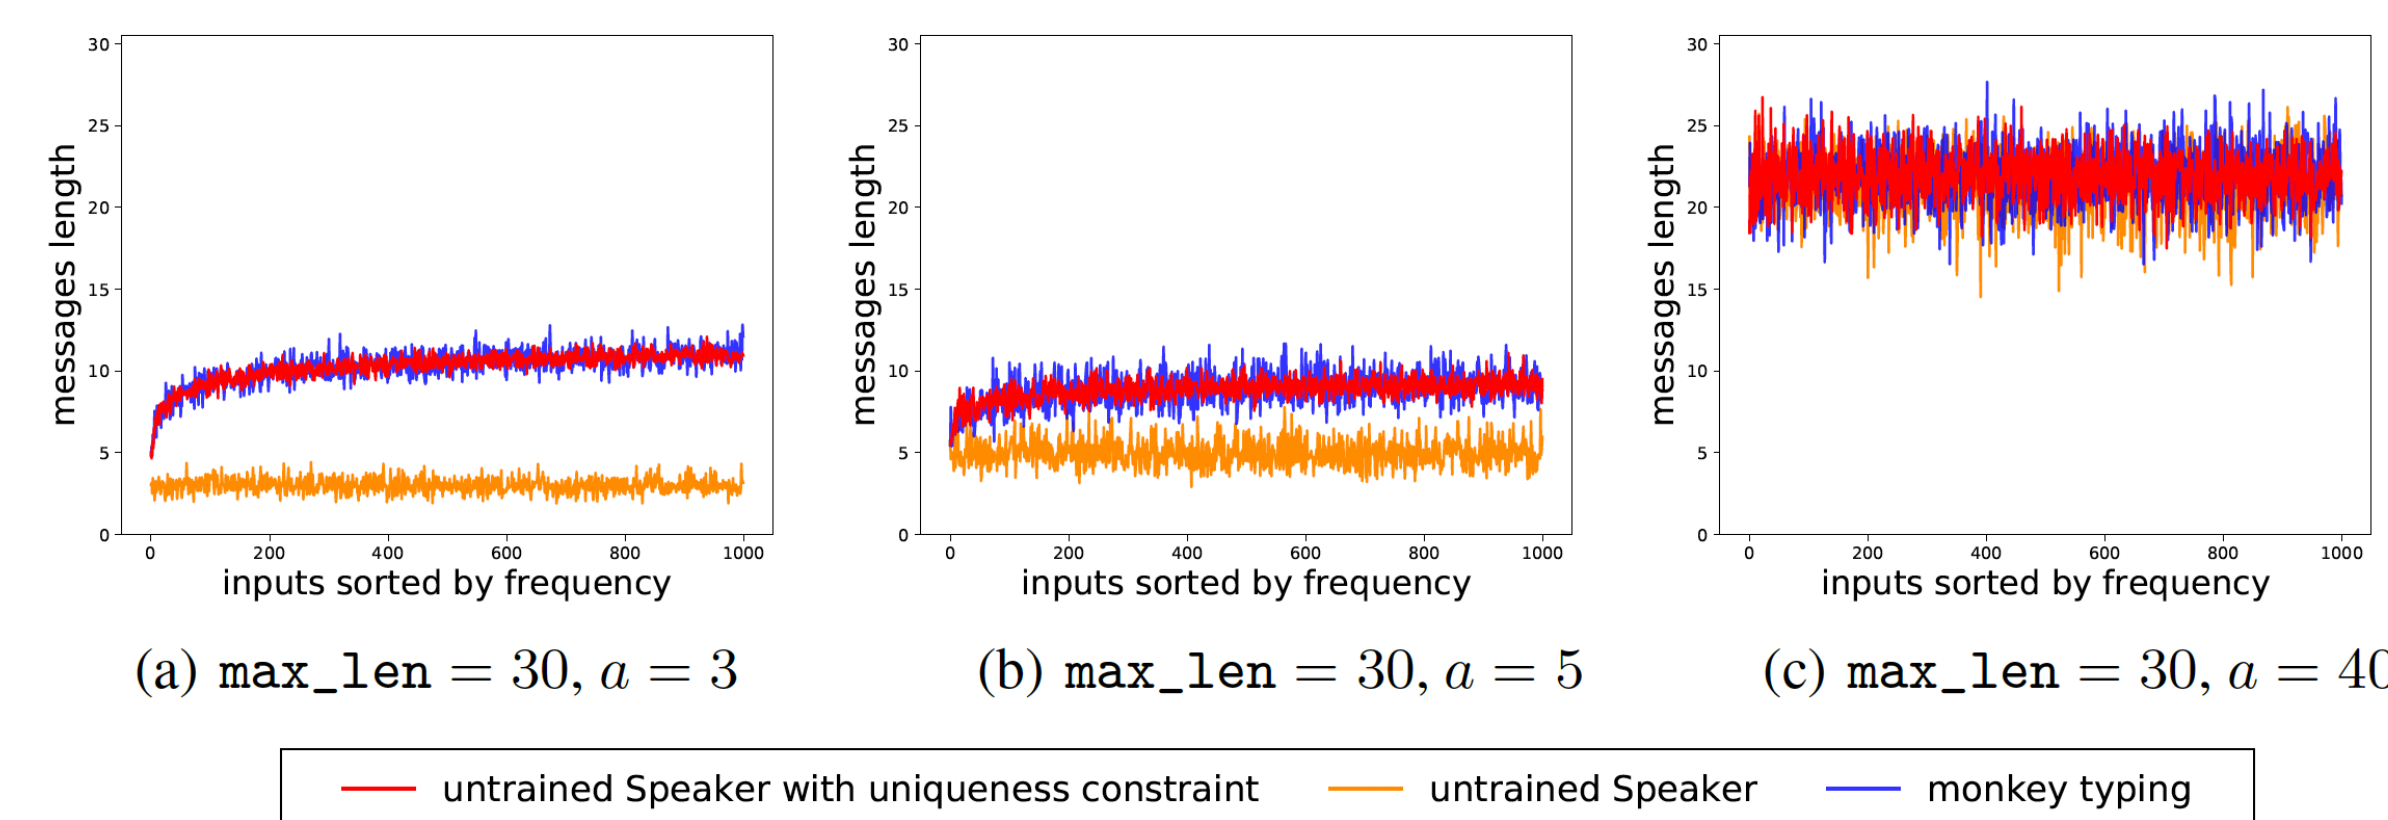 30
25
20
15
10
5
0
messages length
0 200 400 600 800 1000
inputs sorted by frequency
(a) max_len = 30, a = 3
30
25
20
15
10
5
0
messages length
0 200 400 600 800 1000
inputs sorted by frequency
(b) max_len = 30, a = 5
30
25
20
15
10
5
0
messages length
0 200 400 600 800 1000
inputs sorted by frequency
(c) max_len = 30, a = 40
untrained Speaker with uniqueness constraint untrained Speaker monkey typing